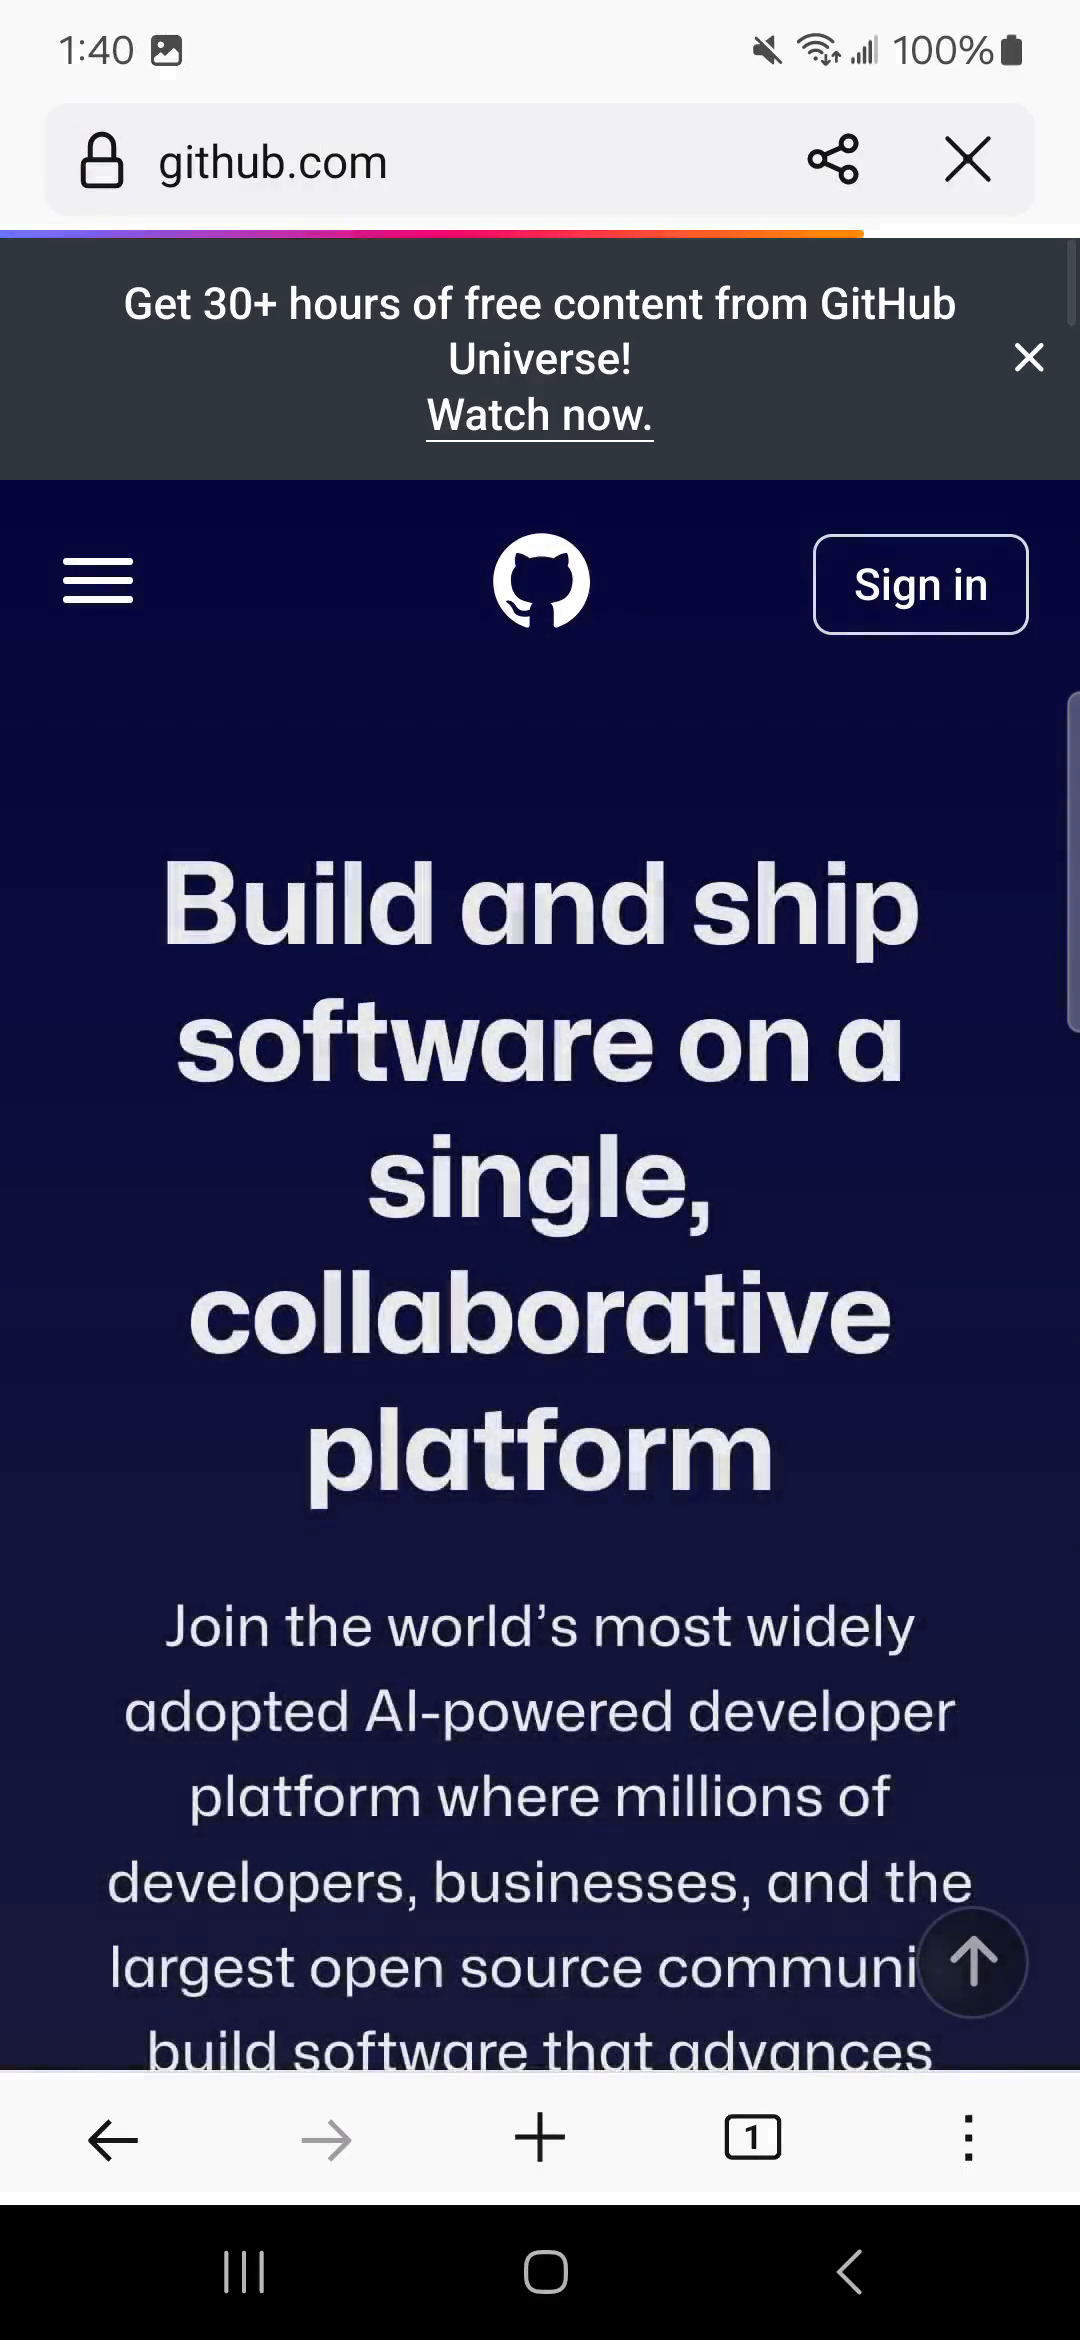 1:40 100%
github.com
Get 30+ hours of free content from GitHub
Universe!
Watch now.
Sign in
Build and ship
software on a
single,
collaborative
platform
Join the world’s most widely
adopted AI-powered developer
platform where millions of
developers, businesses, and the
largest open source communi
build software that advances
1